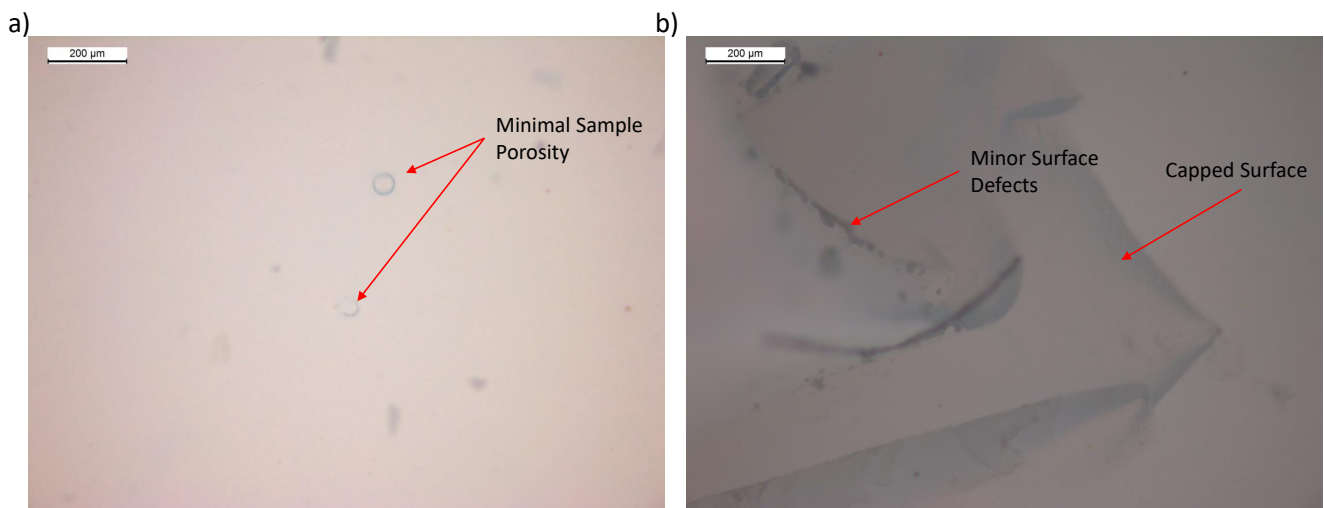 a)
200 µm
Minimal Sample
Porosity
b)
200 µm
Minor Surface
Defects
Capped Surface